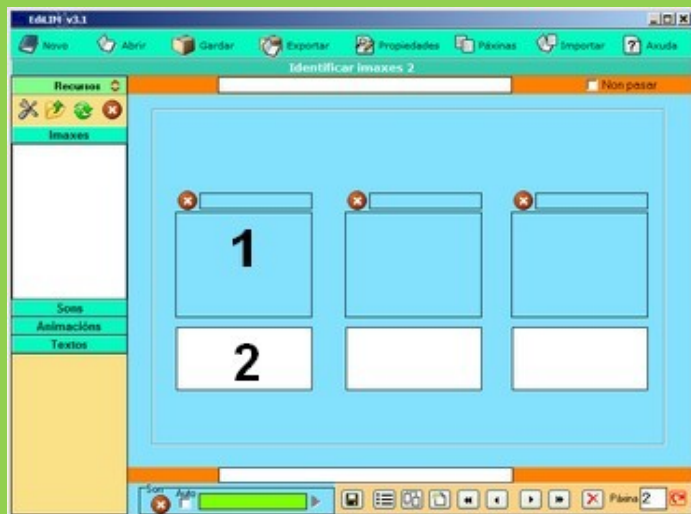 EdiLIM v3.1
Novo Abrir Gardar Exportar Propiedades Páxinas Importar Axuda
Identificar imaxes 2
Recursos
Non pasar
Imaxes
1
Sons
Animacións
Textos
2
Son
Auto
Páxina 2